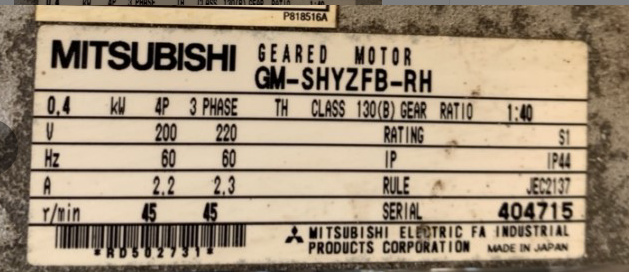 P818516A
MITSUBISHI GEARED MOTOR
GM-SHYZFB-RH
0.4 kW 4P 3 PHASE TH CLASS 130(B) GEAR RATIO 1:40
V 200 220 RATING S1
Hz 60 60 IP IP44
A 2.2 2.3 RULE JEC2137
r/min 45 45 SERIAL 404715
*RD502731*
MITSUBISHI ELECTRIC FA INDUSTRIAL
PRODUCTS CORPORATION MADE IN JAPAN